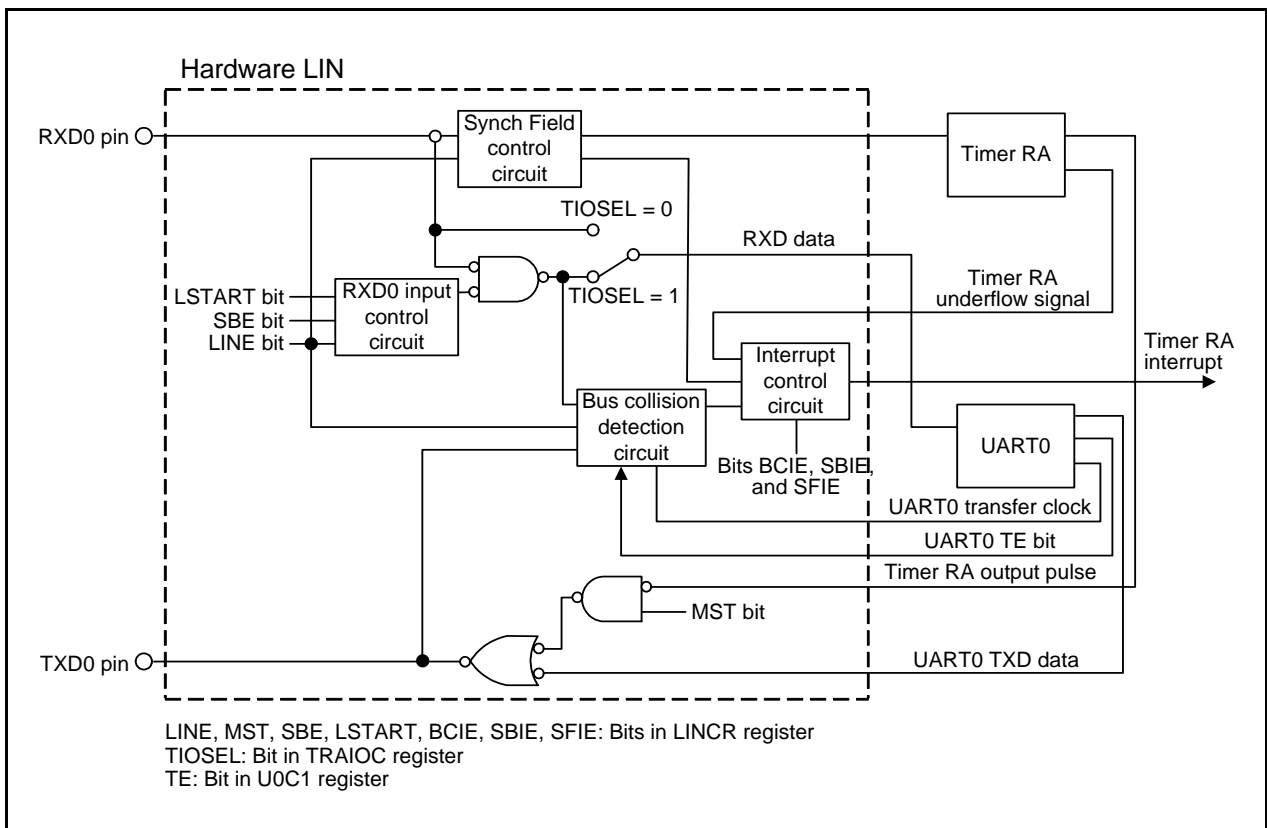 Hardware LIN
RXD0 pin
Synch Field
control
circuit
Timer RA
TIOSEL = 0
RXD data
TIOSEL = 1
LSTART bit
SBE bit
LINE bit
RXD0 input
control
circuit
Timer RA
underflow signal
Timer RA
interrupt
Interrupt
control
circuit
Bus collision
detection
circuit
Bits BCIE, SBIE,
and SFIE
UART0
UART0 transfer clock
UART0 TE bit
Timer RA output pulse
MST bit
TXD0 pin
UART0 TXD data
LINE, MST, SBE, LSTART, BCIE, SBIE, SFIE: Bits in LINCR register
TIOSEL: Bit in TRAIOC register
TE: Bit in U0C1 register